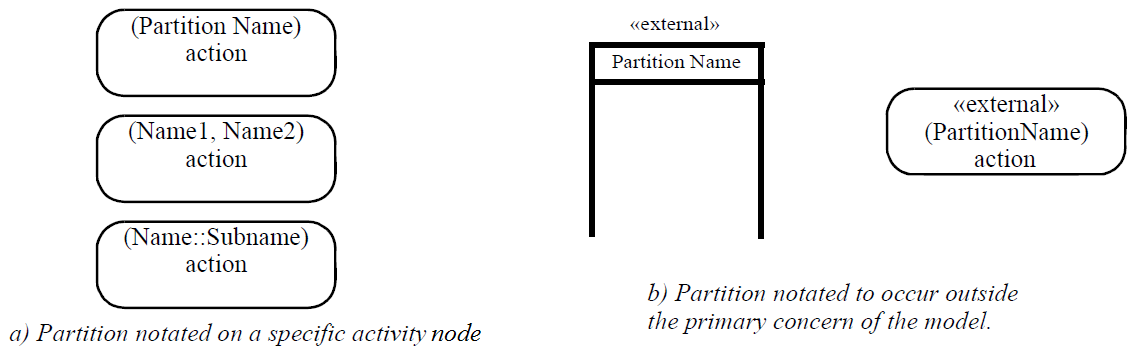 (Partition Name)
action
(Name1, Name2)
action
(Name::Subname)
action
a) Partition notated on a specific activity node
«external»
Partition Name
«external»
(PartitionName)
action
b) Partition notated to occur outside
the primary concern of the model.